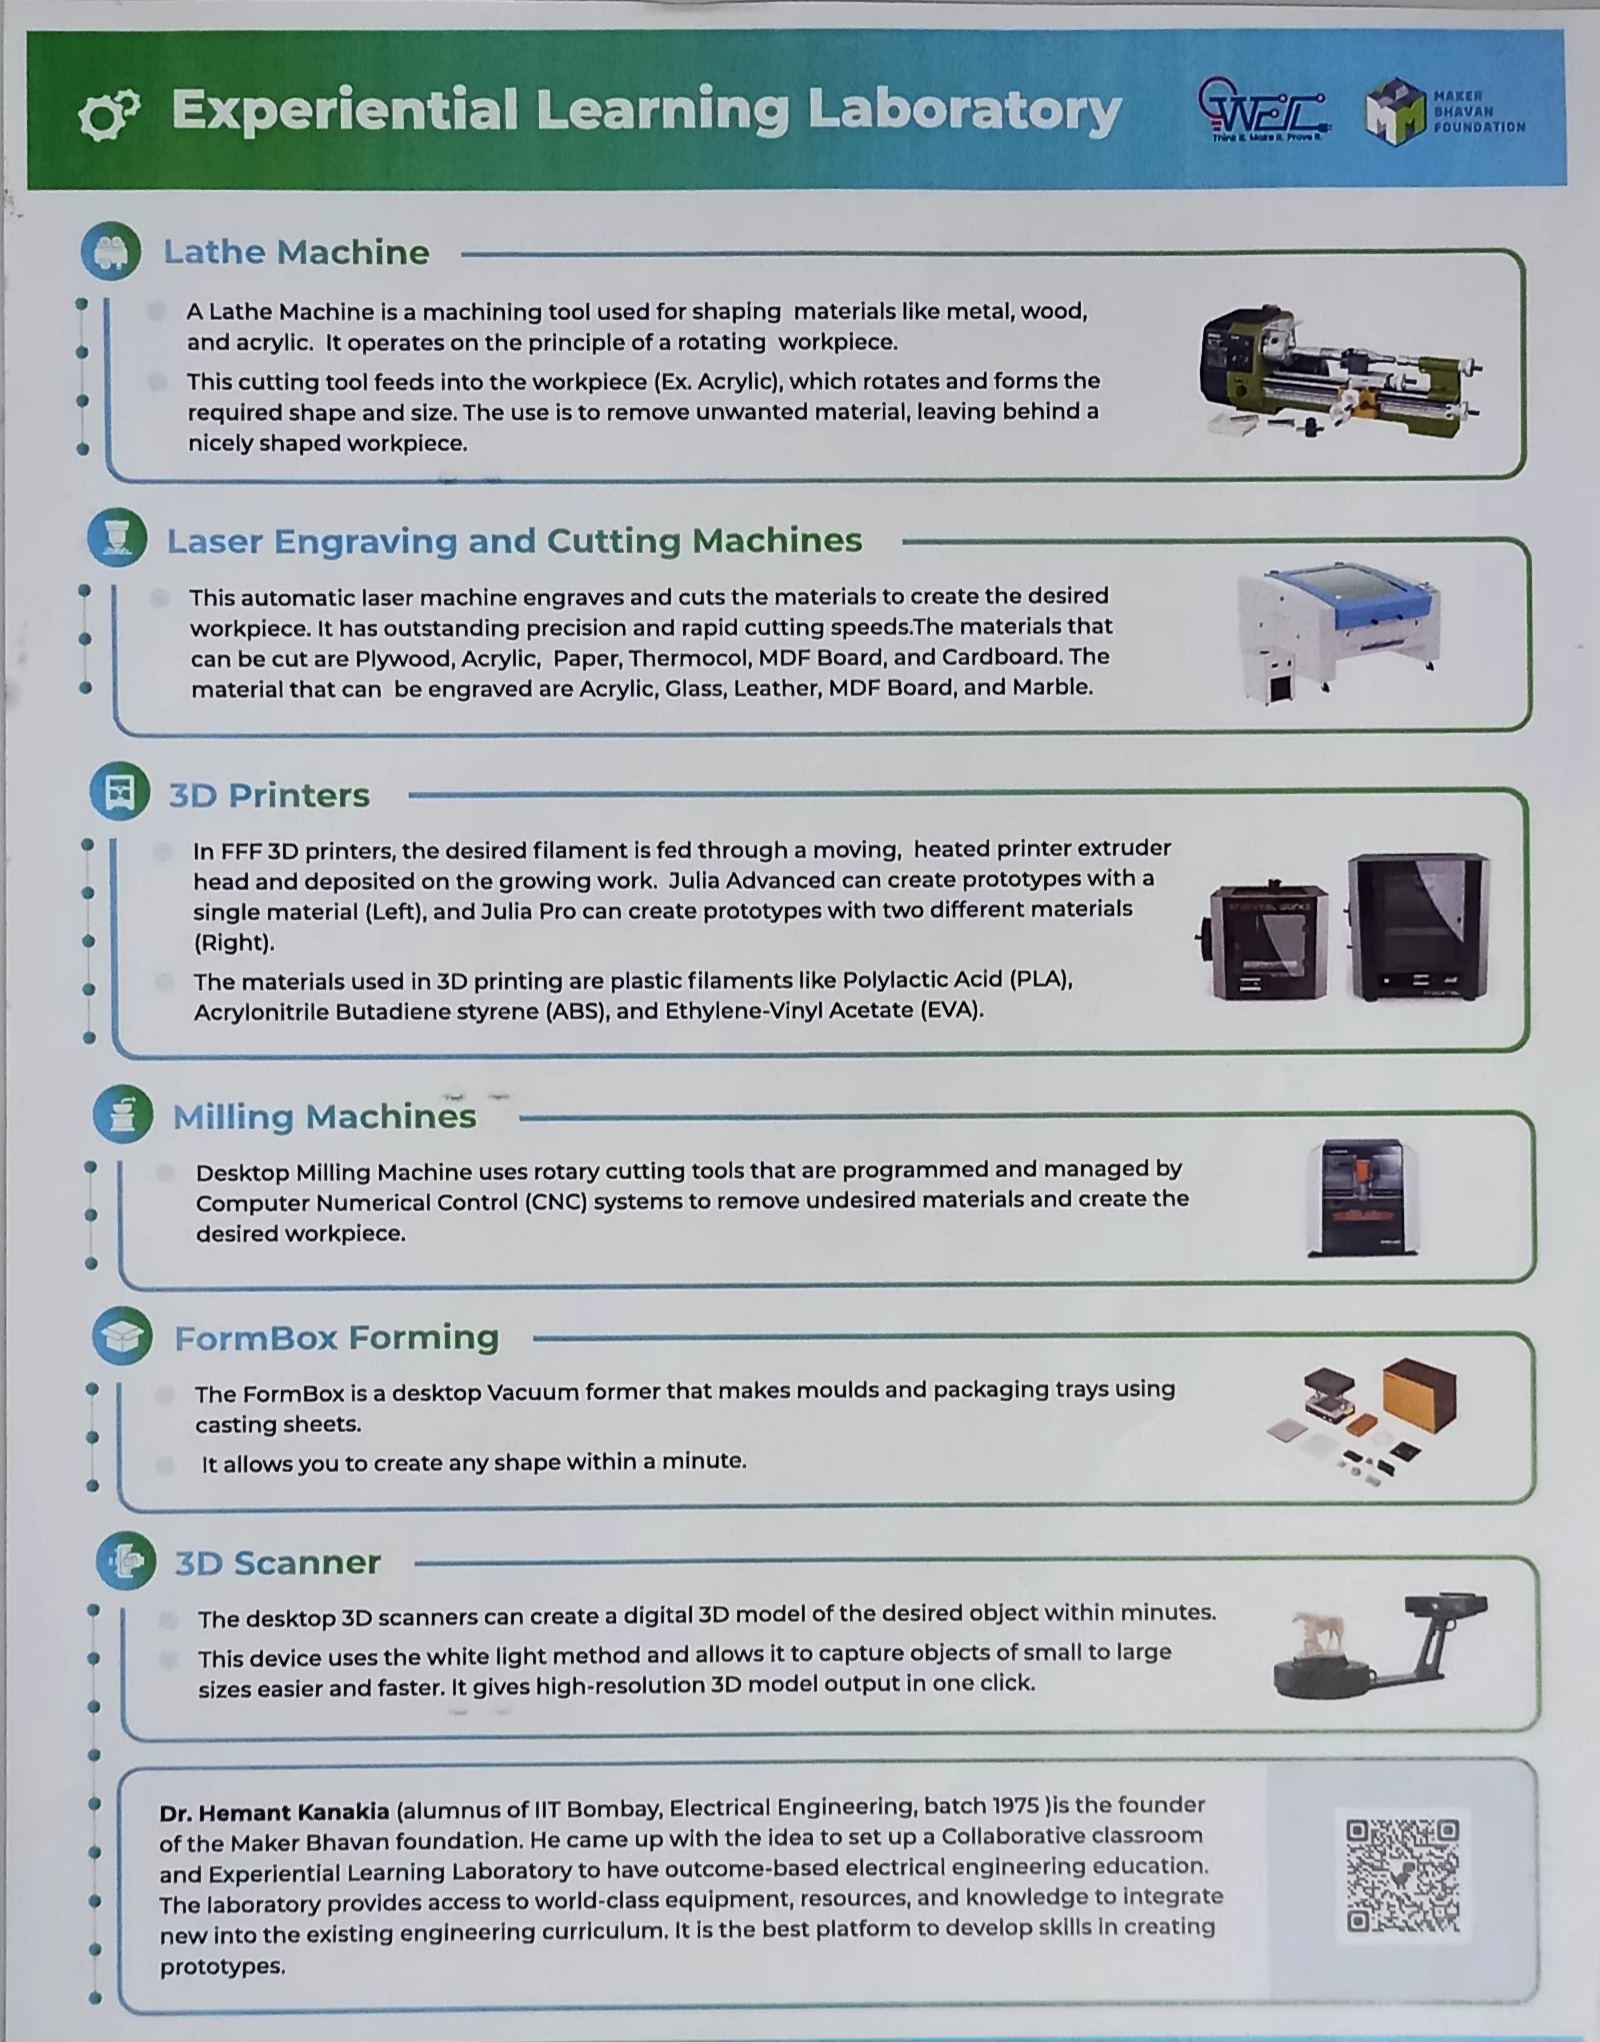 Experiential Learning Laboratory
Think it. Make it. Prove it.
MAKER
BHAVAN
FOUNDATION
Lathe Machine
A Lathe Machine is a machining tool used for shaping materials like metal, wood,
and acrylic. It operates on the principle of a rotating workpiece.
This cutting tool feeds into the workpiece (Ex. Acrylic), which rotates and forms the
required shape and size. The use is to remove unwanted material, leaving behind a
nicely shaped workpiece.
Laser Engraving and Cutting Machines
This automatic laser machine engraves and cuts the materials to create the desired
workpiece. It has outstanding precision and rapid cutting speeds.The materials that
can be cut are Plywood, Acrylic, Paper, Thermocol, MDF Board, and Cardboard. The
material that can be engraved are Acrylic, Glass, Leather, MDF Board, and Marble.
3D Printers
In FFF 3D printers, the desired filament is fed through a moving, heated printer extruder
head and deposited on the growing work. Julia Advanced can create prototypes with a
single material (Left), and Julia Pro can create prototypes with two different materials
(Right).
The materials used in 3D printing are plastic filaments like Polylactic Acid (PLA),
Acrylonitrile Butadiene styrene (ABS), and Ethylene-Vinyl Acetate (EVA).
Milling Machines
Desktop Milling Machine uses rotary cutting tools that are programmed and managed by
Computer Numerical Control (CNC) systems to remove undesired materials and create the
desired workpiece.
FormBox Forming
The FormBox is a desktop Vacuum former that makes moulds and packaging trays using
casting sheets.
It allows you to create any shape within a minute.
3D Scanner
The desktop 3D scanners can create a digital 3D model of the desired object within minutes.
This device uses the white light method and allows it to capture objects of small to large
sizes easier and faster. It gives high-resolution 3D model output in one click.
Dr. Hemant Kanakia (alumnus of IIT Bombay, Electrical Engineering, batch 1975 )is the founder
of the Maker Bhavan foundation. He came up with the idea to set up a Collaborative classroom
and Experiential Learning Laboratory to have outcome-based electrical engineering education.
The laboratory provides access to world-class equipment, resources, and knowledge to integrate
new into the existing engineering curriculum. It is the best platform to develop skills in creating
prototypes.